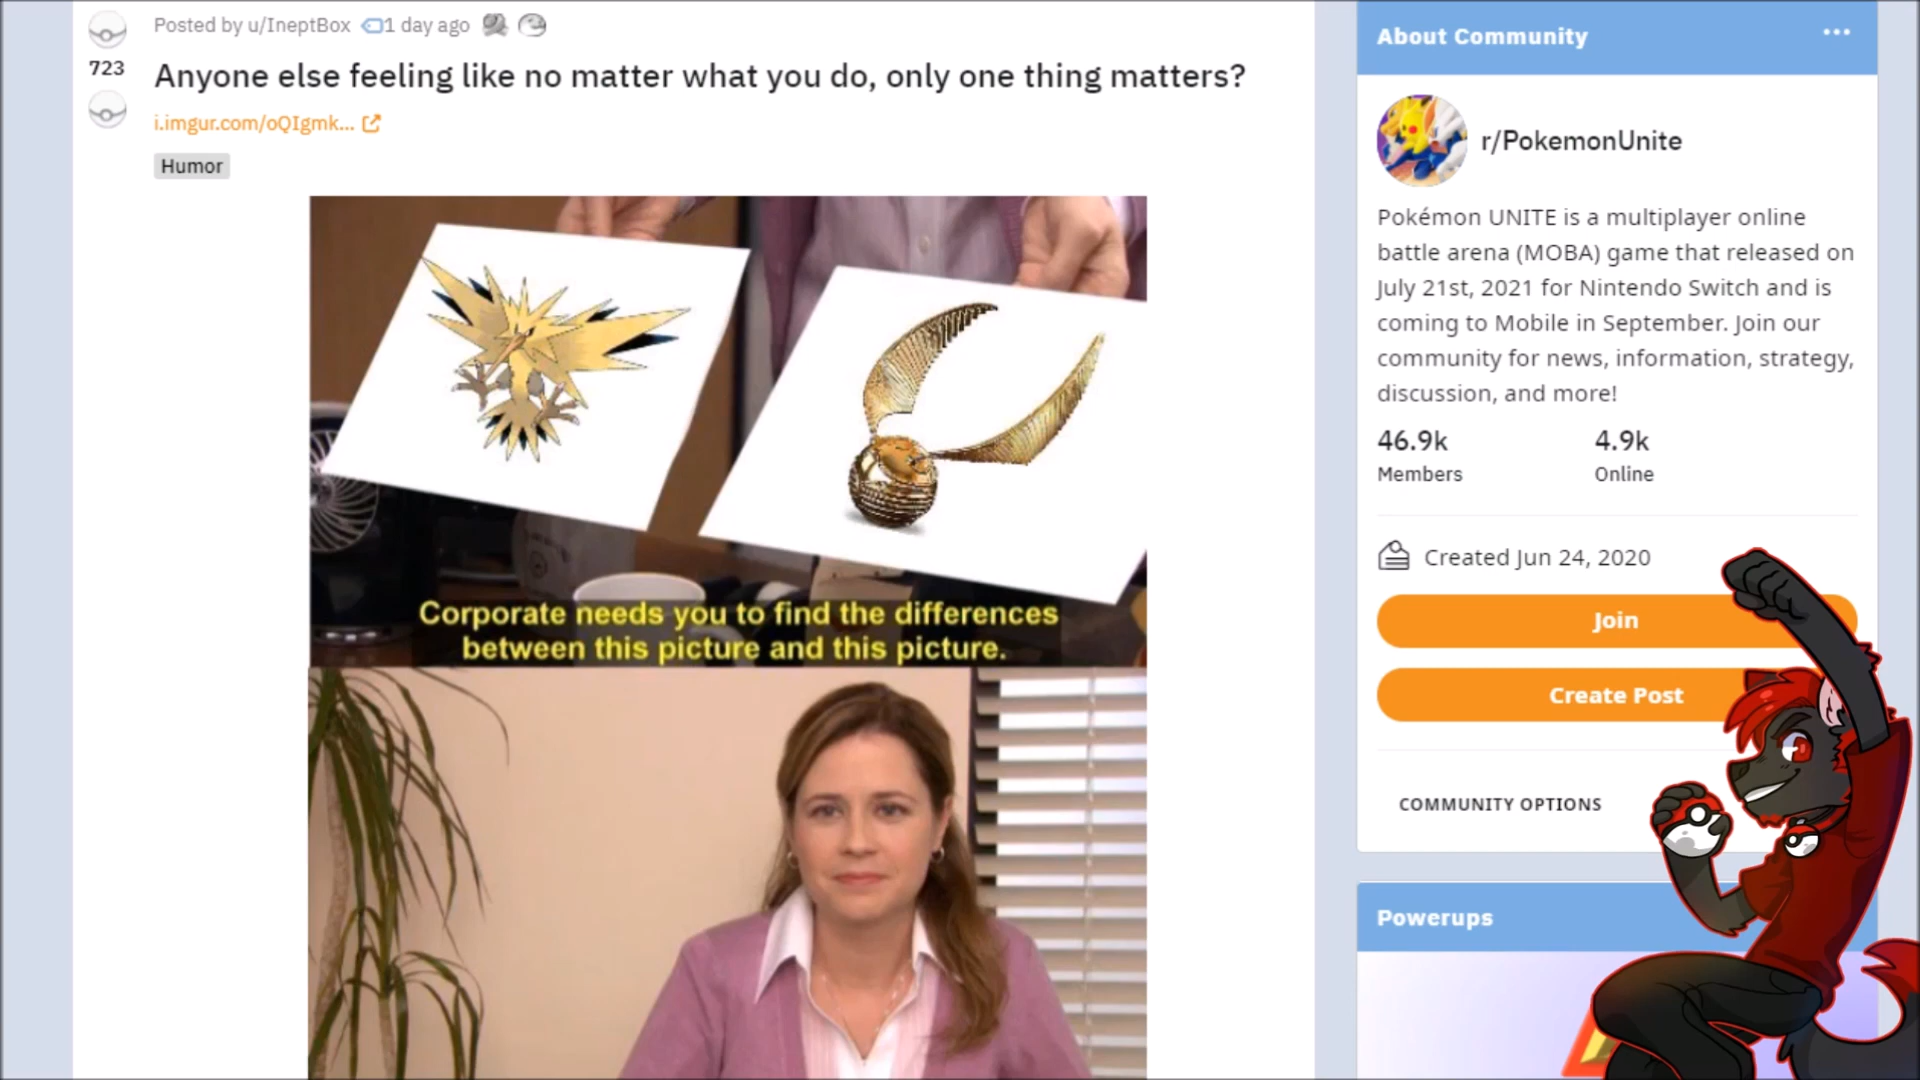 Posted by u/IneptBox 1 day ago
723
Anyone else feeling like no matter what you do, only one thing matters?
i.imgur.com/oQIgmk...
Humor
Corporate needs you to find the differences
between this picture and this picture.
About Community
r/PokemonUnite
Pokémon UNITE is a multiplayer online
battle arena (MOBA) game that released on
July 21st, 2021 for Nintendo Switch and is
coming to Mobile in September. Join our
community for news, information, strategy,
discussion, and more!
46.9k 4.9k
Members Online
Created Jun 24, 2020
Join
Create Post
COMMUNITY OPTIONS
Powerups